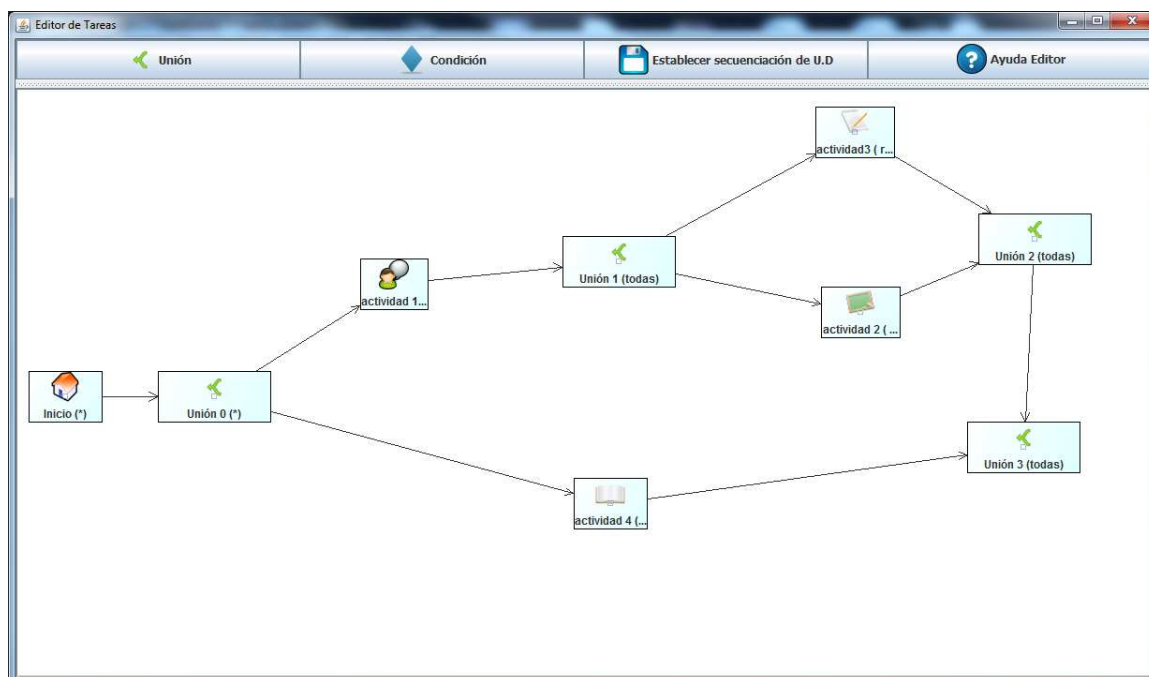 Editor de Tareas
Unión
Condición
Establecer secuenciación de U.D
Ayuda Editor
actividad3 ( r...
Unión 2 (todas)
Unión 1 (todas)
actividad 1...
actividad 2 ( ...
Inicio (*)
Unión 0 (*)
Unión 3 (todas)
actividad 4 (...